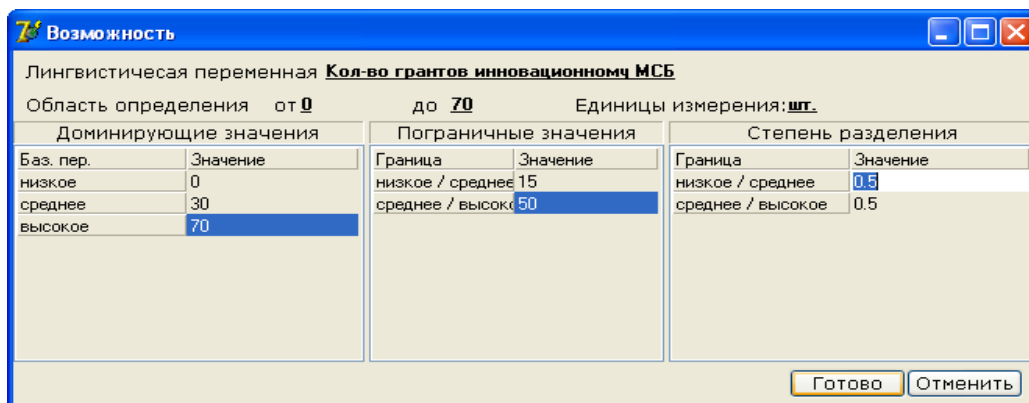 Возможность
Лингвистичесая переменная Кол-во грантов инновационному МСБ
Область определения от 0 до 70 Единицы измерения: шт.
Доминирующие значения Пограничные значения Степень разделения
Баз. пер. Значение Граница Значение Граница Значение
низкое 0 низкое / среднее 15 низкое / среднее 0.5
среднее 30 среднее / высок 50 среднее / высокое 0.5
высокое 70
Готово Отменить